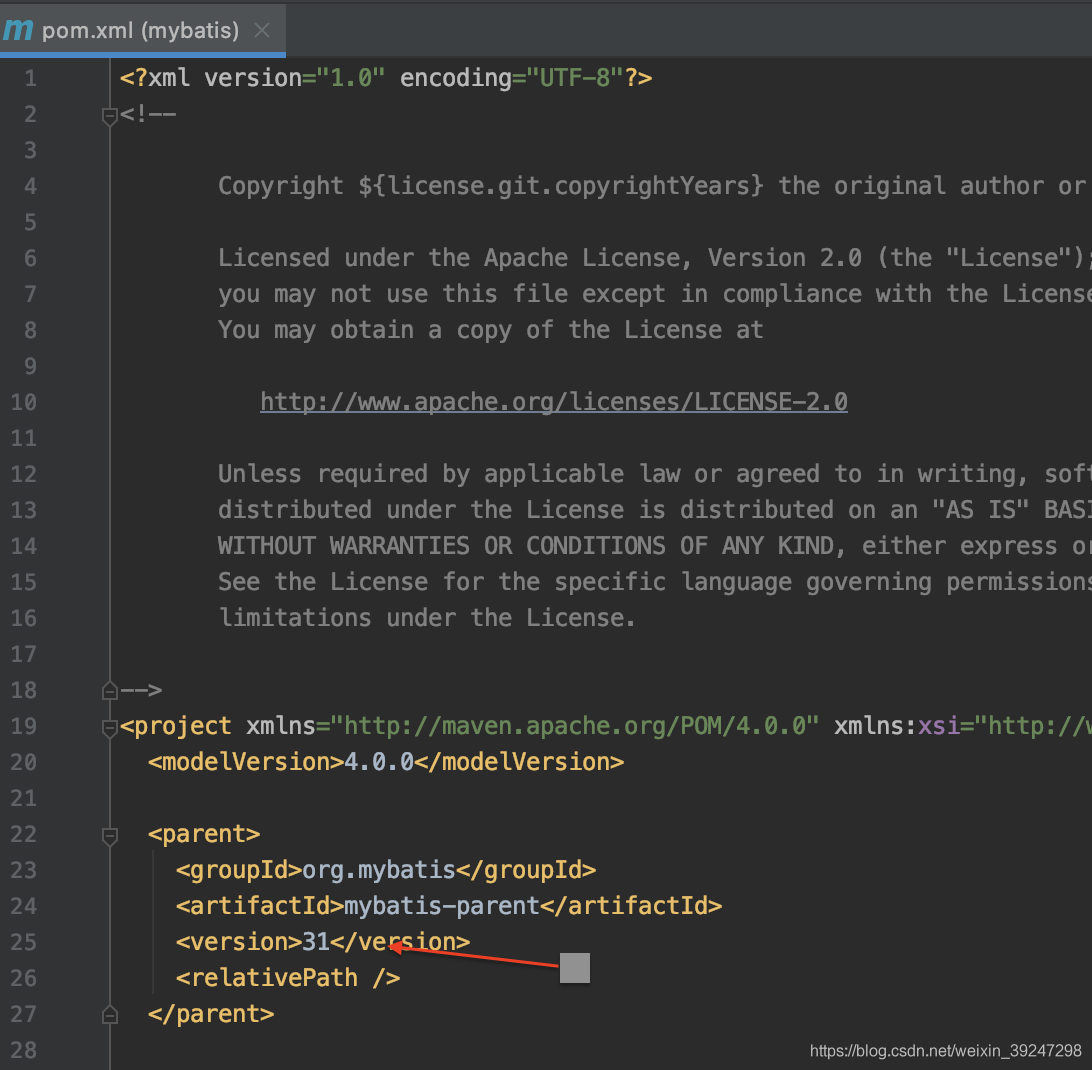 m pom.xml (mybatis)
1 <?xml version="1.0" encoding="UTF-8"?>
2 <!--
3
4 Copyright ${license.git.copyrightYears} the original author or
5
6 Licensed under the Apache License, Version 2.0 (the "License");
7 you may not use this file except in compliance with the License
8 You may obtain a copy of the License at
9
10 http://www.apache.org/licenses/LICENSE-2.0
11
12 Unless required by applicable law or agreed to in writing, soft
13 distributed under the License is distributed on an "AS IS" BASI
14 WITHOUT WARRANTIES OR CONDITIONS OF ANY KIND, either express or
15 See the License for the specific language governing permissions
16 limitations under the License.
17
18 -->
19 <project xmlns="http://maven.apache.org/POM/4.0.0" xmlns:xsi="http://w
20 <modelVersion>4.0.0</modelVersion>
21
22 <parent>
23 <groupId>org.mybatis</groupId>
24 <artifactId>mybatis-parent</artifactId>
25 <version>31</version>
26 <relativePath />
27 </parent>
28
https://blog.csdn.net/weixin_39247298